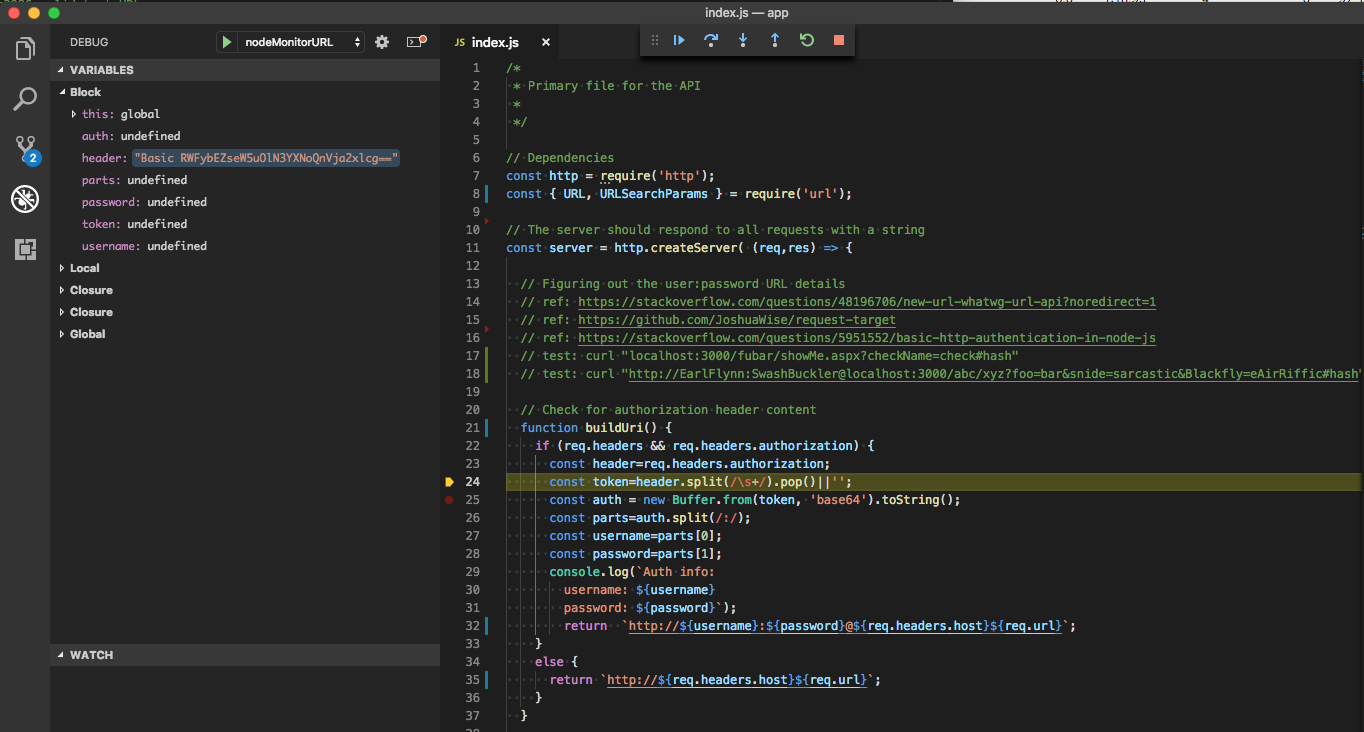 index.js — app
DEBUG
nodeMonitorURL
JS index.js ×
VARIABLES
Block
this: global
auth: undefined
header: "Basic RWFybEZseW5uOlN3YXNoQnVja2xlcg=="
parts: undefined
password: undefined
token: undefined
username: undefined
Local
Closure
Closure
Global
WATCH
2
1 /*
2 * Primary file for the API
3 *
4 */
5
6 // Dependencies
7 const http = require('http');
8 const { URL, URLSearchParams } = require('url');
9
10 // The server should respond to all requests with a string
11 const server = http.createServer( (req,res) => {
12
13 // Figuring out the user:password URL details
14 // ref: https://stackoverflow.com/questions/48196706/new-url-whatwg-url-api?noredirect=1
15 // ref: https://github.com/JoshuaWise/request-target
16 // ref: https://stackoverflow.com/questions/5951552/basic-http-authentication-in-node-js
17 // test: curl "localhost:3000/fubar/showMe.aspx?checkName=check#hash"
18 // test: curl "http://EarlFlynn:SwashBuckler@localhost:3000/abc/xyz?foo=bar&snide=sarcastic&Blackfly=eAirRiffic#hash"
19
20 // Check for authorization header content
21 function buildUri() {
22 if (req.headers && req.headers.authorization) {
23 const header=req.headers.authorization;
24 const token=header.split(/\s+/).pop()||'';
25 const auth = new Buffer.from(token, 'base64').toString();
26 const parts=auth.split(/:/);
27 const username=parts[0];
28 const password=parts[1];
29 console.log(`Auth info:
30 username: ${username}
31 password: ${password}`);
32 return `http://${username}:${password}@${req.headers.host}${req.url}`;
33 }
34 else {
35 return `http://${req.headers.host}${req.url}`;
36 }
37 }